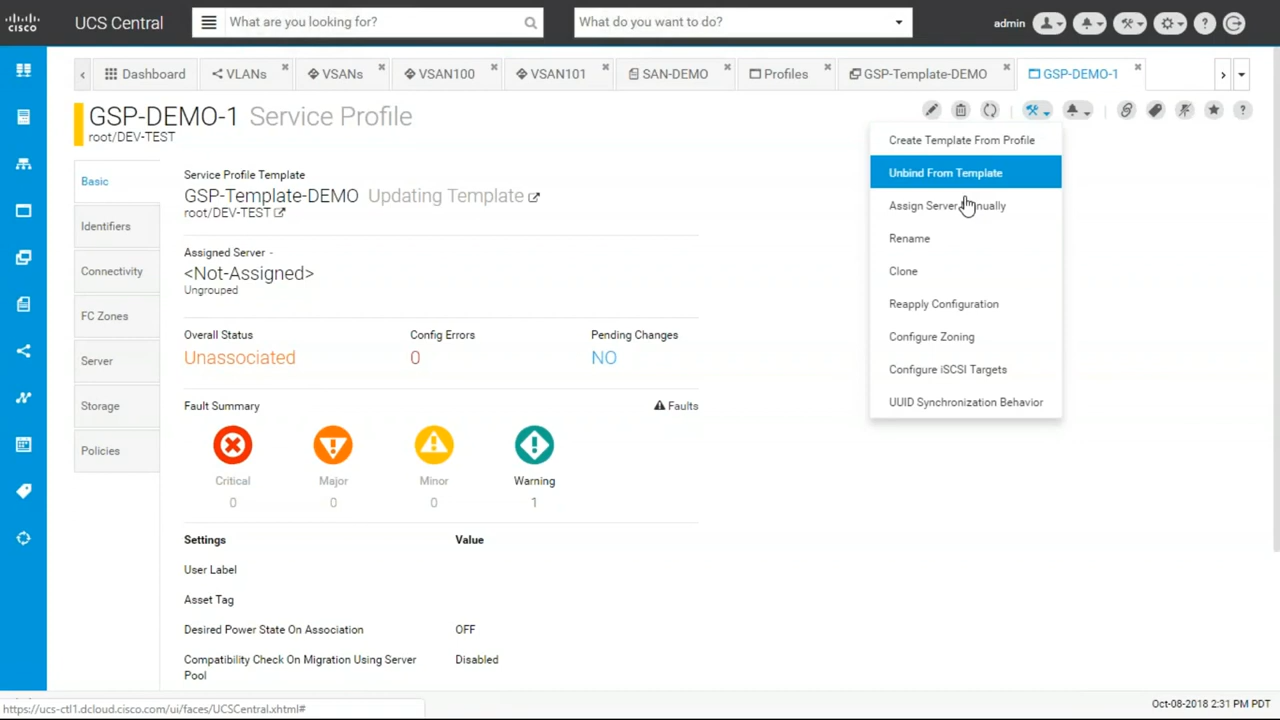 cisco
UCS Central
What are you looking for?
What do you want to do?
admin
Dashboard
VLANs
VSANs
VSAN100
VSAN101
SAN-DEMO
Profiles
GSP-Template-DEMO
GSP-DEMO-1
GSP-DEMO-1 Service Profile
root/DEV-TEST
Create Template From Profile
Unbind From Template
Assign Server
Rename
Clone
Reapply Configuration
Configure Zoning
Configure iSCSI Targets
UUID Synchronization Behavior
Basic
Identifiers
Connectivity
FC Zones
Server
Storage
Policies
Service Profile Template
GSP-Template-DEMO Updating Template
root/DEV-TEST
Assigned Server -
<Not-Assigned>
Ungrouped
Overall Status Config Errors Pending Changes
Unassociated 0 NO
Fault Summary Faults
Critical Major Minor Warning
0 0 0 1
Settings Value
User Label
Asset Tag
Desired Power State On Association OFF
Compatibility Check On Migration Using Server Disabled
Pool
https://ucs-ctl1.dcloud.cisco.com/ui/faces/UCSCentral.xhtml#
Oct-08-2018 2:31 PM PDT